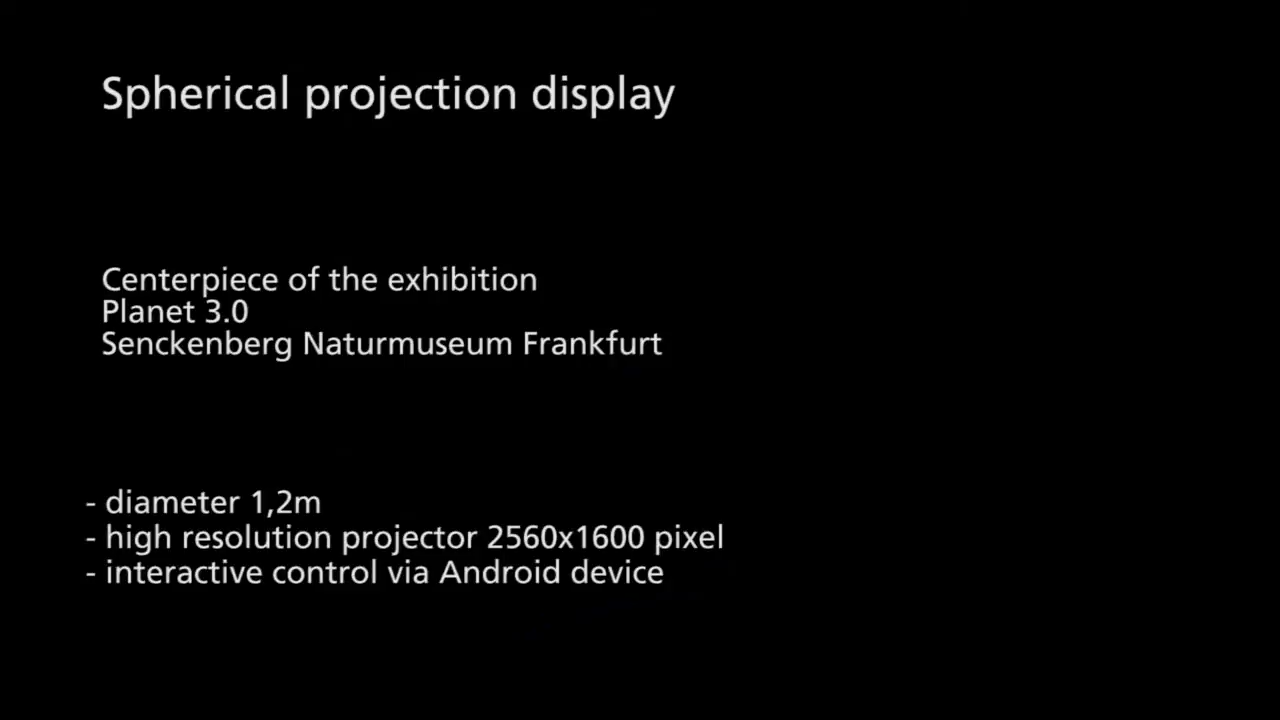 Spherical projection display
Centerpiece of the exhibition
Planet 3.0
Senckenberg Naturmuseum Frankfurt
- diameter 1,2m
- high resolution projector 2560x1600 pixel
- interactive control via Android device